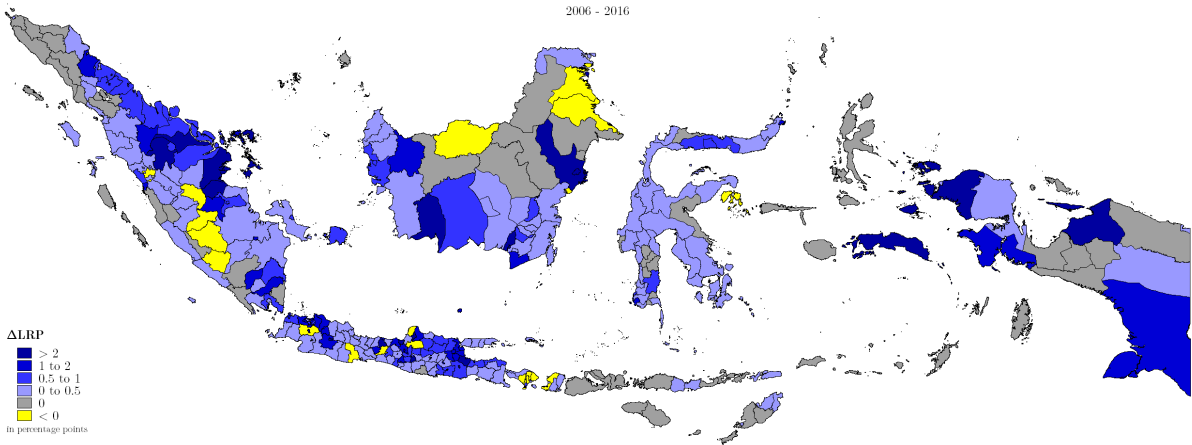 2006 - 2016
ΔLRP
> 2
1 to 2
0.5 to 1
0 to 0.5
0
< 0
in percentage points